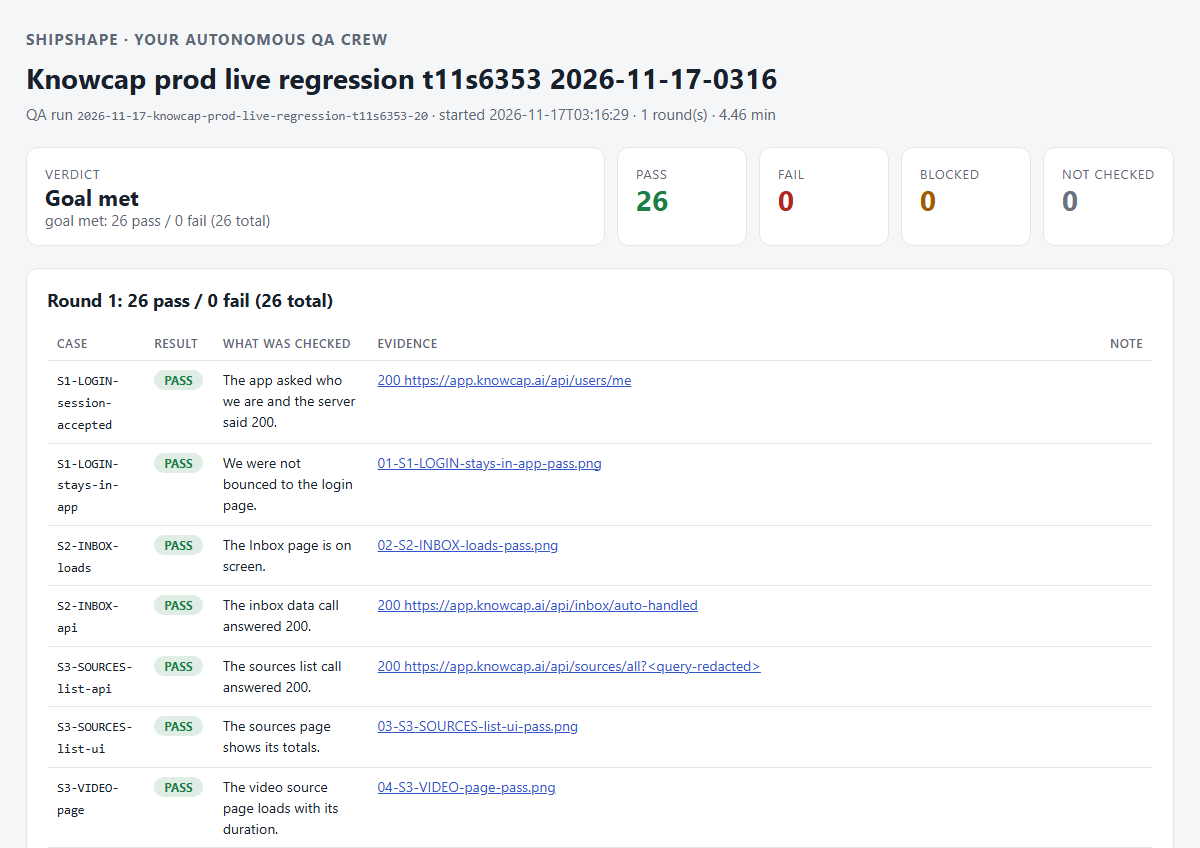 SHIPSHAPE · YOUR AUTONOMOUS QA CREW
Knowcap prod live regression t11s6353 2026-11-17-0316
QA run 2026-11-17-knowcap-prod-live-regression-t11s6353-20 · started 2026-11-17T03:16:29 · 1 round(s) · 4.46 min
VERDICT
Goal met
goal met: 26 pass / 0 fail (26 total)
PASS
26
FAIL
0
BLOCKED
0
NOT CHECKED
0
Round 1: 26 pass / 0 fail (26 total)
CASE RESULT WHAT WAS CHECKED EVIDENCE NOTE
S1-LOGIN-
session-
accepted
PASS
The app asked who
we are and the server
said 200.
200 https://app.knowcap.ai/api/users/me
S1-LOGIN-
stays-in-
app
PASS
We were not
bounced to the login
page.
01-S1-LOGIN-stays-in-app-pass.png
S2-INBOX-
loads
PASS
The Inbox page is on
screen.
02-S2-INBOX-loads-pass.png
S2-INBOX-
api
PASS
The inbox data call
answered 200.
200 https://app.knowcap.ai/api/inbox/auto-handled
S3-SOURCES-
list-api
PASS
The sources list call
answered 200.
200 https://app.knowcap.ai/api/sources/all?<query-redacted>
S3-SOURCES-
list-ui
PASS
The sources page
shows its totals.
03-S3-SOURCES-list-ui-pass.png
S3-VIDEO-
page
PASS
The video source
page loads with its
duration.
04-S3-VIDEO-page-pass.png